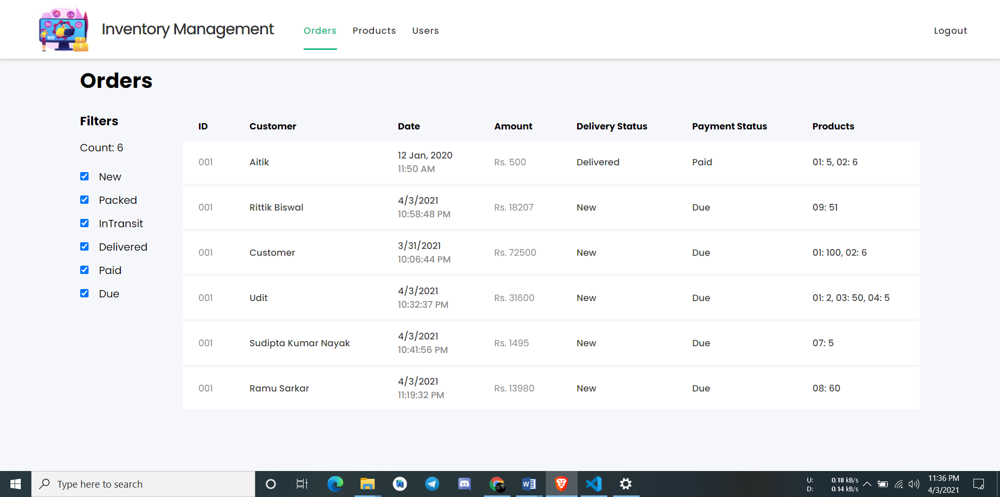 Inventory Management
Orders Products Users
Logout
Orders
Filters
Count: 6
New
Packed
InTransit
Delivered
Paid
Due
ID Customer Date Amount Delivery Status Payment Status Products
001 Aitik 12 Jan, 2020 11:50 AM Rs. 500 Delivered Paid 01: 5, 02: 6
001 Rittik Biswal 4/3/2021 10:58:48 PM Rs. 18207 New Due 09: 51
001 Customer 3/31/2021 10:06:44 PM Rs. 72500 New Due 01: 100, 02: 6
001 Udit 4/3/2021 10:32:37 PM Rs. 31600 New Due 01: 2, 03: 50, 04: 5
001 Sudipta Kumar Nayak 4/3/2021 10:41:56 PM Rs. 1495 New Due 07: 5
001 Ramu Sarkar 4/3/2021 11:19:32 PM Rs. 13980 New Due 08: 60
Type here to search
U: 0.18 kB/s
D: 0.14 kB/s
11:36 PM
4/3/2021